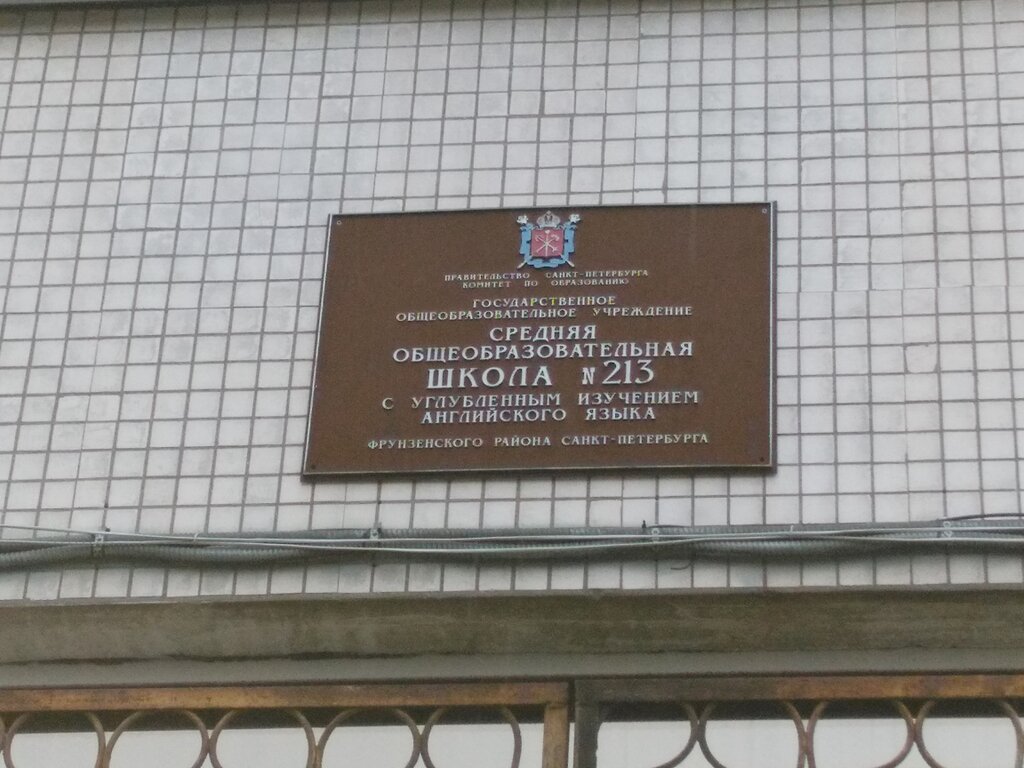 ПРАВИТЕЛЬСТВО САНКТ-ПЕТЕРБУРГА
КОМИТЕТ ПО ОБРАЗОВАНИЮ
ГОСУДАРСТВЕННОЕ
ОБЩЕОБРАЗОВАТЕЛЬНОЕ УЧРЕЖДЕНИЕ
СРЕДНЯЯ
ОБЩЕОБРАЗОВАТЕЛЬНАЯ
ШКОЛА N 213
С УГЛУБЛЕННЫМ ИЗУЧЕНИЕМ
АНГЛИЙСКОГО ЯЗЫКА
ФРУНЗЕНСКОГО РАЙОНА САНКТ-ПЕТЕРБУРГА